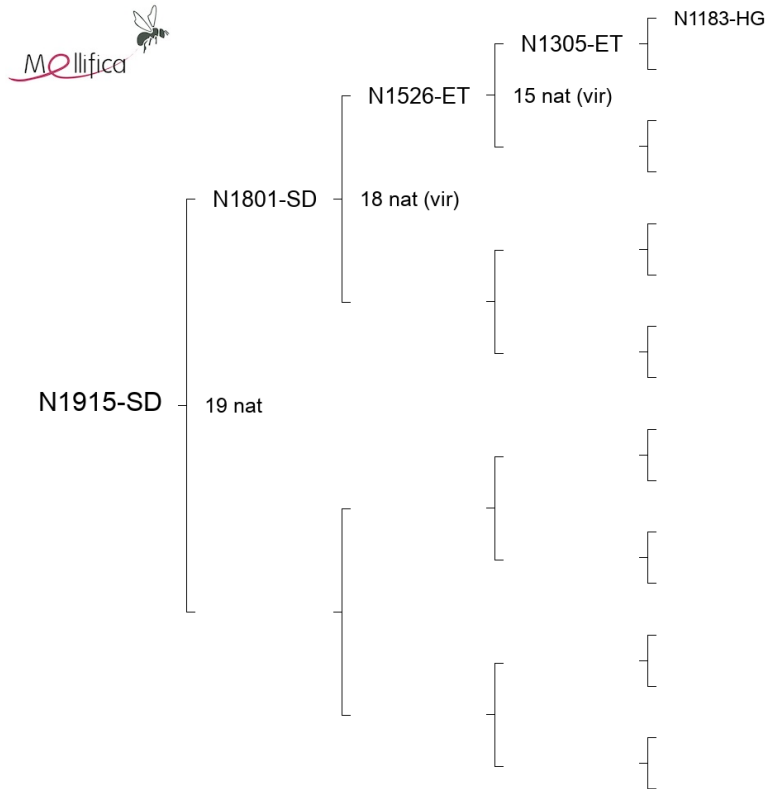 Mellifica
N1183-HG
N1305-ET
N1526-ET
15 nat (vir)
N1801-SD
18 nat (vir)
N1915-SD
19 nat